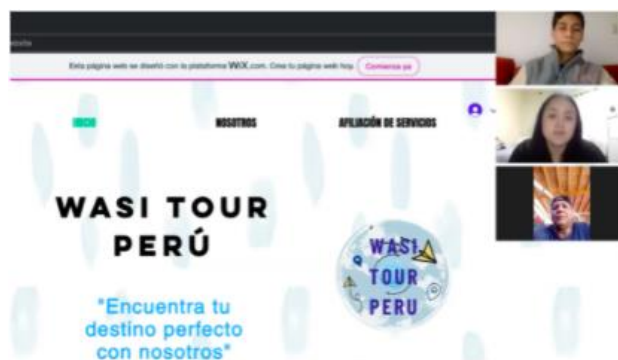 Esta página web se diseñó con la plataforma WiX.com. Crea tu página web hoy. Comienza ya
INICIO NOSOTROS AFILIACIÓN DE SERVICIOS
WASI TOUR
PERÚ
WASI
TOUR
PERU
"Encuentra tu
destino perfecto
con nosotros"